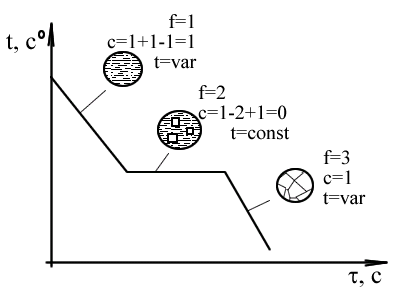 f=1
c=1+1-1=1
t=var
t, c°
f=2
c=1-2+1=0
t=const
f=3
c=1
t=var
τ, c